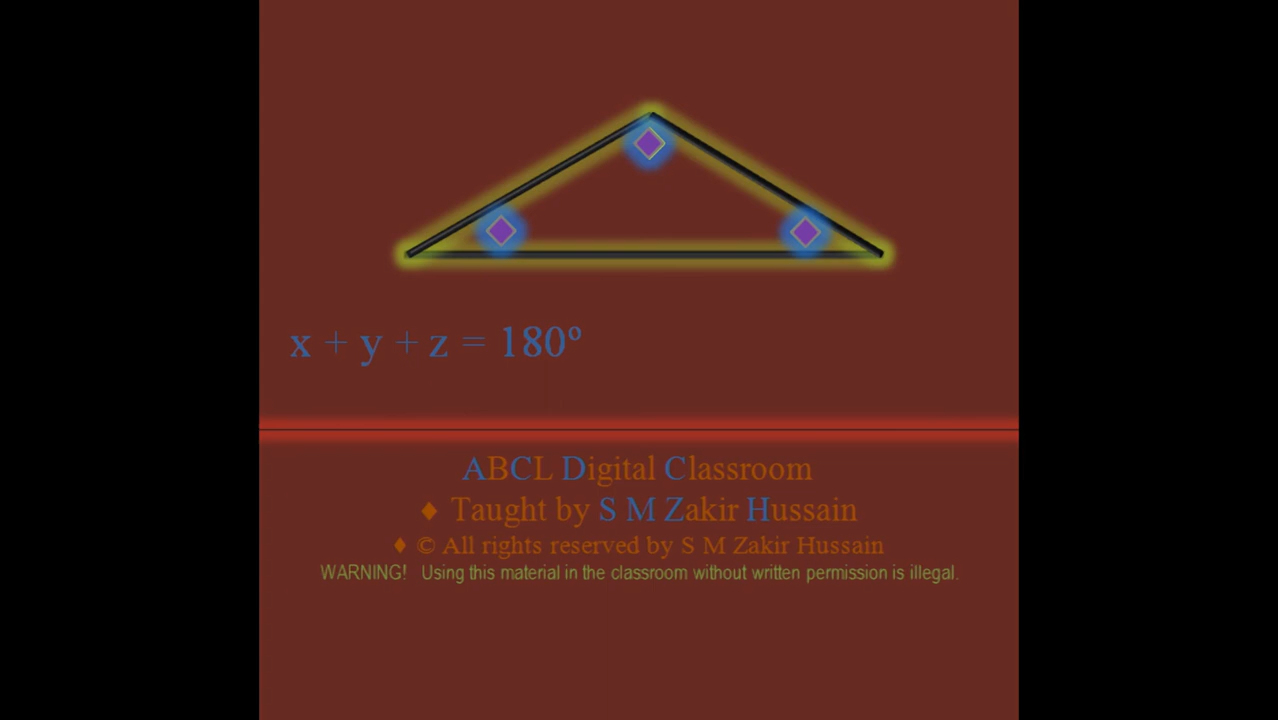 x + y + z = 180º
ABCL Digital Classroom
♦ Taught by S M Zakir Hussain
♦ © All rights reserved by S M Zakir Hussain
WARNING! Using this material in the classroom without written permission is illegal.